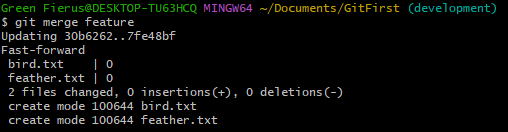 Green Fierus@DESKTOP-TU63HCQ MINGW64 ~/Documents/GitFirst (development)
$ git merge feature
Updating 30b6262..7fe48bf
Fast-forward
 bird.txt    | 0
 feather.txt | 0
 2 files changed, 0 insertions(+), 0 deletions(-)
 create mode 100644 bird.txt
 create mode 100644 feather.txt